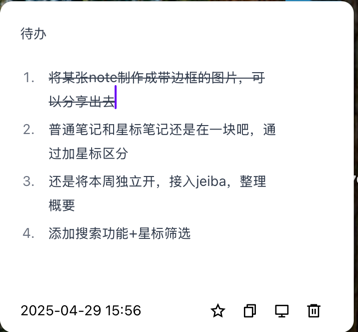 待办
1. 将某张note制作成带边框的图片，可
以分享出去
2. 普通笔记和星标笔记还是在一块吧，通
过加星标区分
3. 还是将本周独立开，接入jeiba，整理
概要
4. 添加搜索功能+星标筛选
2025-04-29 15:56